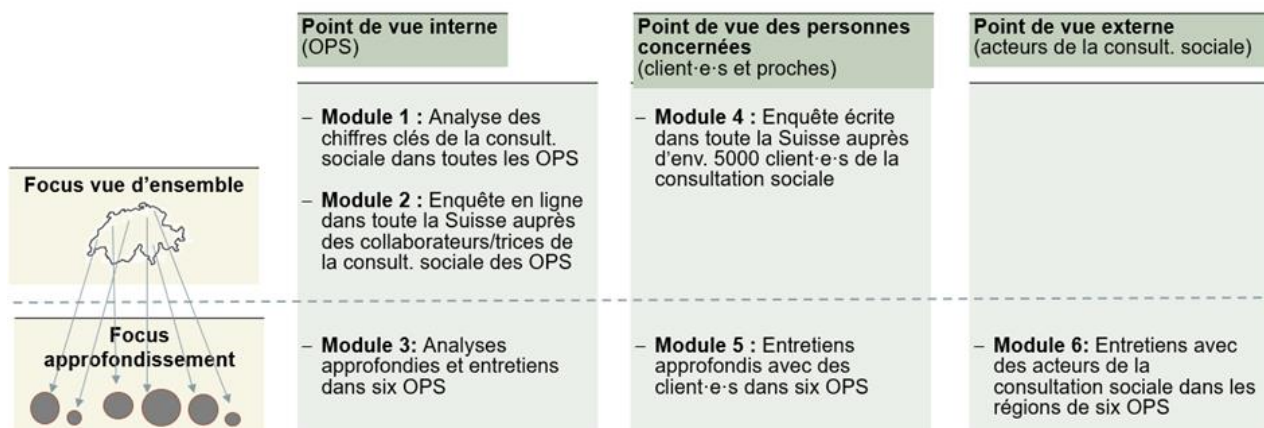 Point de vue interne
(OPS)
Point de vue des personnes
concernées
(client·e·s et proches)
Point de vue externe
(acteurs de la consult. sociale)
Focus vue d'ensemble
– Module 1 : Analyse des
chiffres clés de la consult.
sociale dans toutes les OPS
– Module 2 : Enquête en ligne
dans toute la Suisse auprès
des collaborateurs/trices de
la consult. sociale des OPS
– Module 4 : Enquête écrite
dans toute la Suisse auprès
d'env. 5000 client·e·s de la
consultation sociale
Focus
approfondissement
– Module 3: Analyses
approfondies et entretiens
dans six OPS
– Module 5 : Entretiens
approfondis avec des
client·e·s dans six OPS
– Module 6: Entretiens avec
des acteurs de la
consultation sociale dans les
régions de six OPS